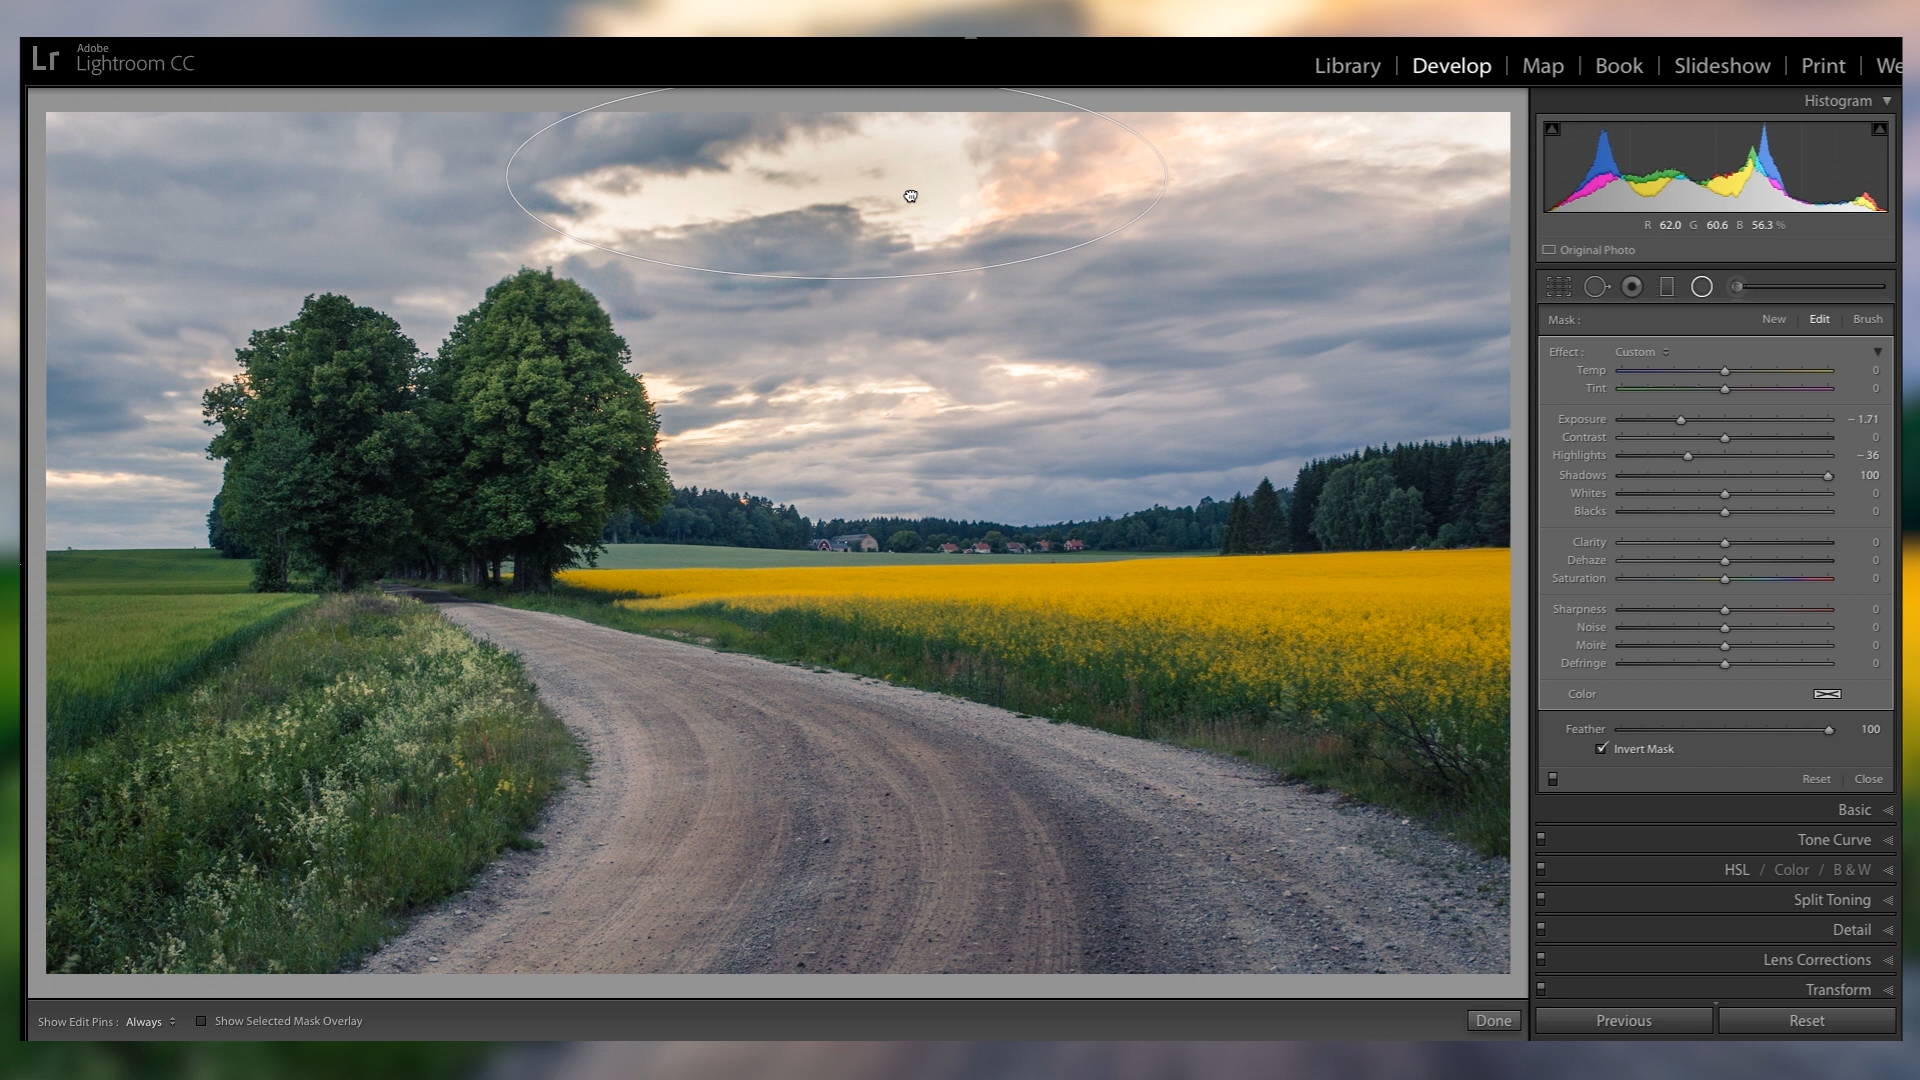 Lr Adobe
Lightroom CC
Library | Develop | Map | Book | Slideshow | Print | We
Histogram
R 62.0 G 60.6 B 56.3 %
Original Photo
Mask : New | Edit | Brush
Effect : Custom
Temp 0
Tint 0
Exposure – 1.71
Contrast 0
Highlights – 36
Shadows 100
Whites 0
Blacks 0
Clarity 0
Dehaze 0
Saturation 0
Sharpness 0
Noise 0
Moiré 0
Defringe 0
Color
Feather 100
Invert Mask
Reset | Close
Basic
Tone Curve
HSL / Color / B & W
Split Toning
Detail
Lens Corrections
Transform
Show Edit Pins : Always Show Selected Mask Overlay Done
Previous Reset